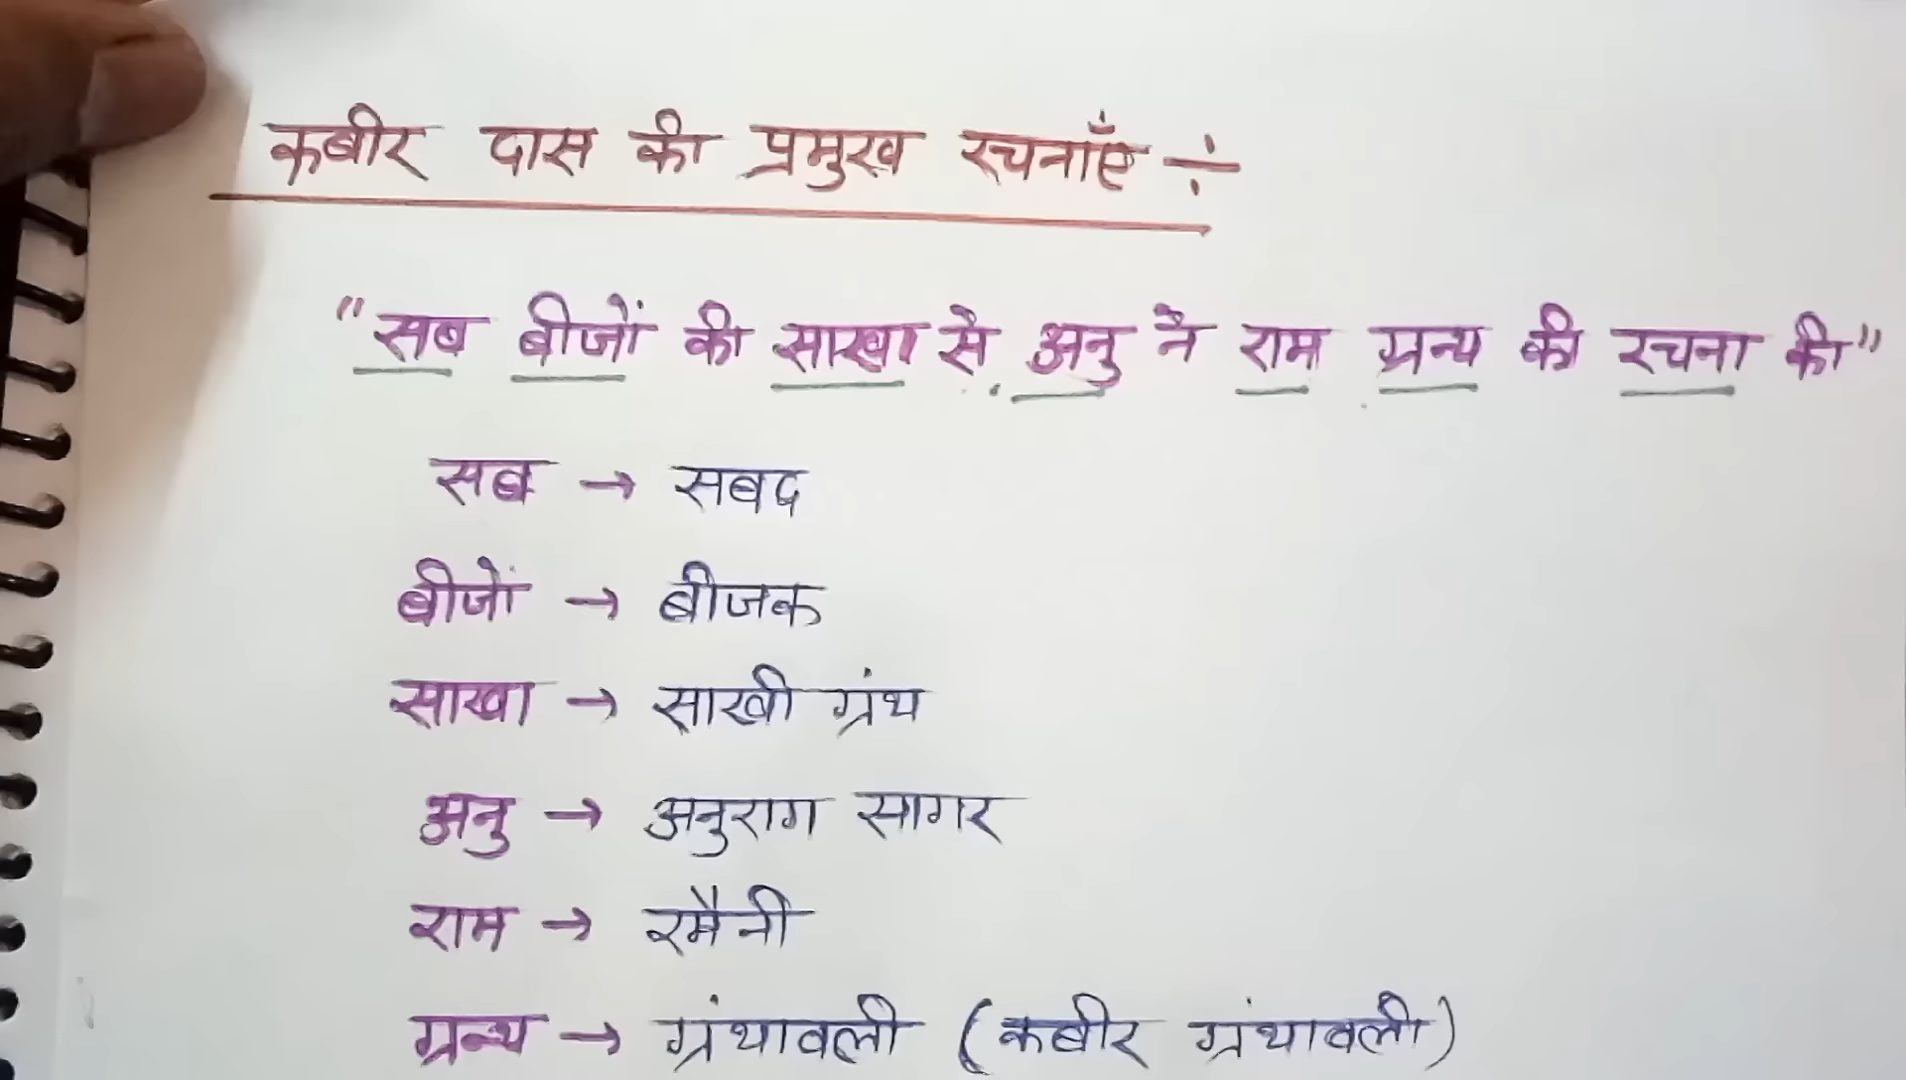 कबीर दास की प्रमुख रचनाएँ ÷
"सब बीजों की साखा से अनु ने राम ग्रन्थ की रचना की"
सब → सबद
बीजों → बीजक
साखा → साखी ग्रंथ
अनु → अनुराग सागर
राम → रमैनी
ग्रन्थ → ग्रंथावली (कबीर ग्रंथावली)